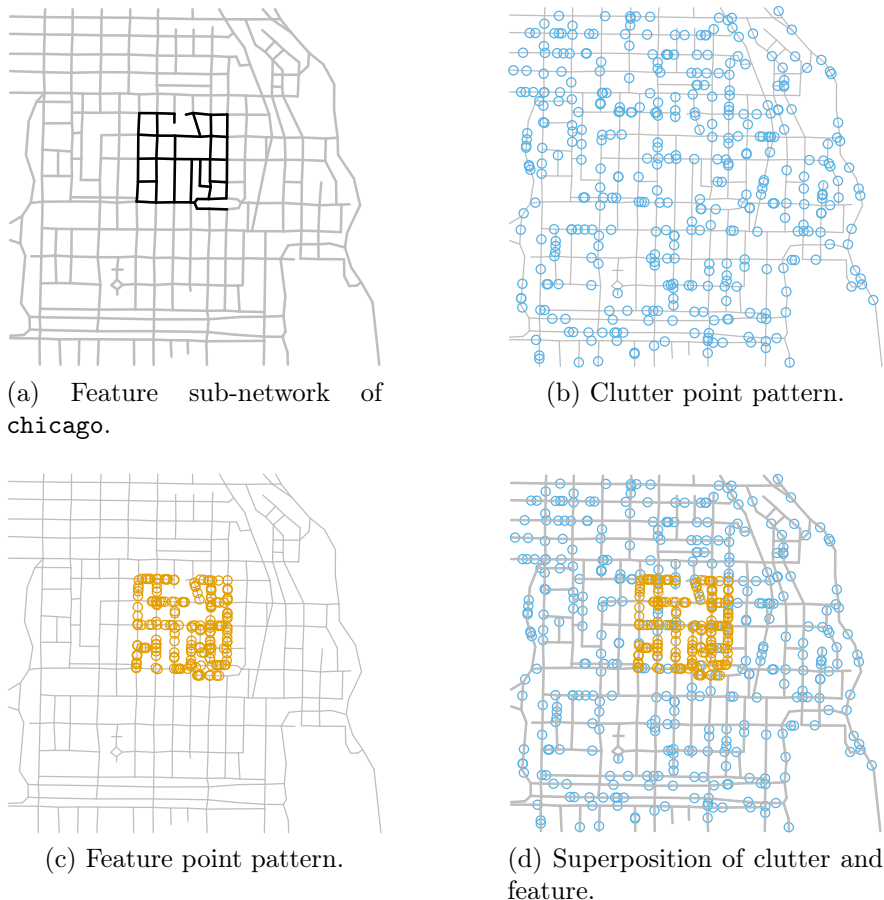 (a) Feature sub-network of
chicago.
(b) Clutter point pattern.
(c) Feature point pattern.
(d) Superposition of clutter and
feature.